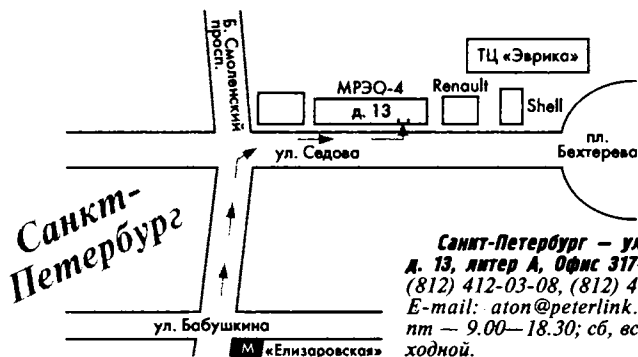 Б. Смоленский
просп.
ТЦ «Эврика»
МРЭО-4
Renault
д. 13
Shell
ул. Седова
пл.
Бехтерева
Санкт-
Петербург
Санкт-Петербург — ул
д. 13, литер А, Офис 317-
(812) 412-03-08, (812) 4
E-mail: aton@peterlink.
пт — 9.00—18.30; сб, вс
ходной.
ул. Бабушкина
М «Елизаровская»